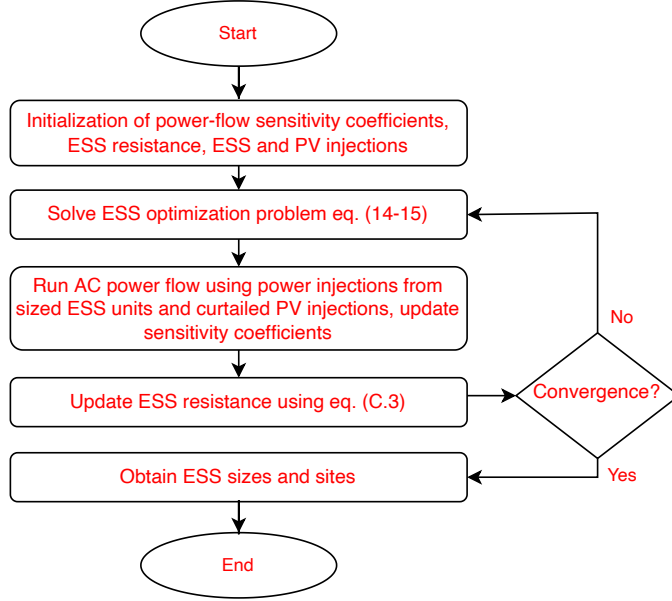 Start
Initialization of power-flow sensitivity coefficients,
ESS resistance, ESS and PV injections
Solve ESS optimization problem eq. (14-15)
Run AC power flow using power injections from
sized ESS units and curtailed PV injections, update
sensitivity coefficients
No
Update ESS resistance using eq. (C.3)
Convergence?
Obtain ESS sizes and sites
Yes
End